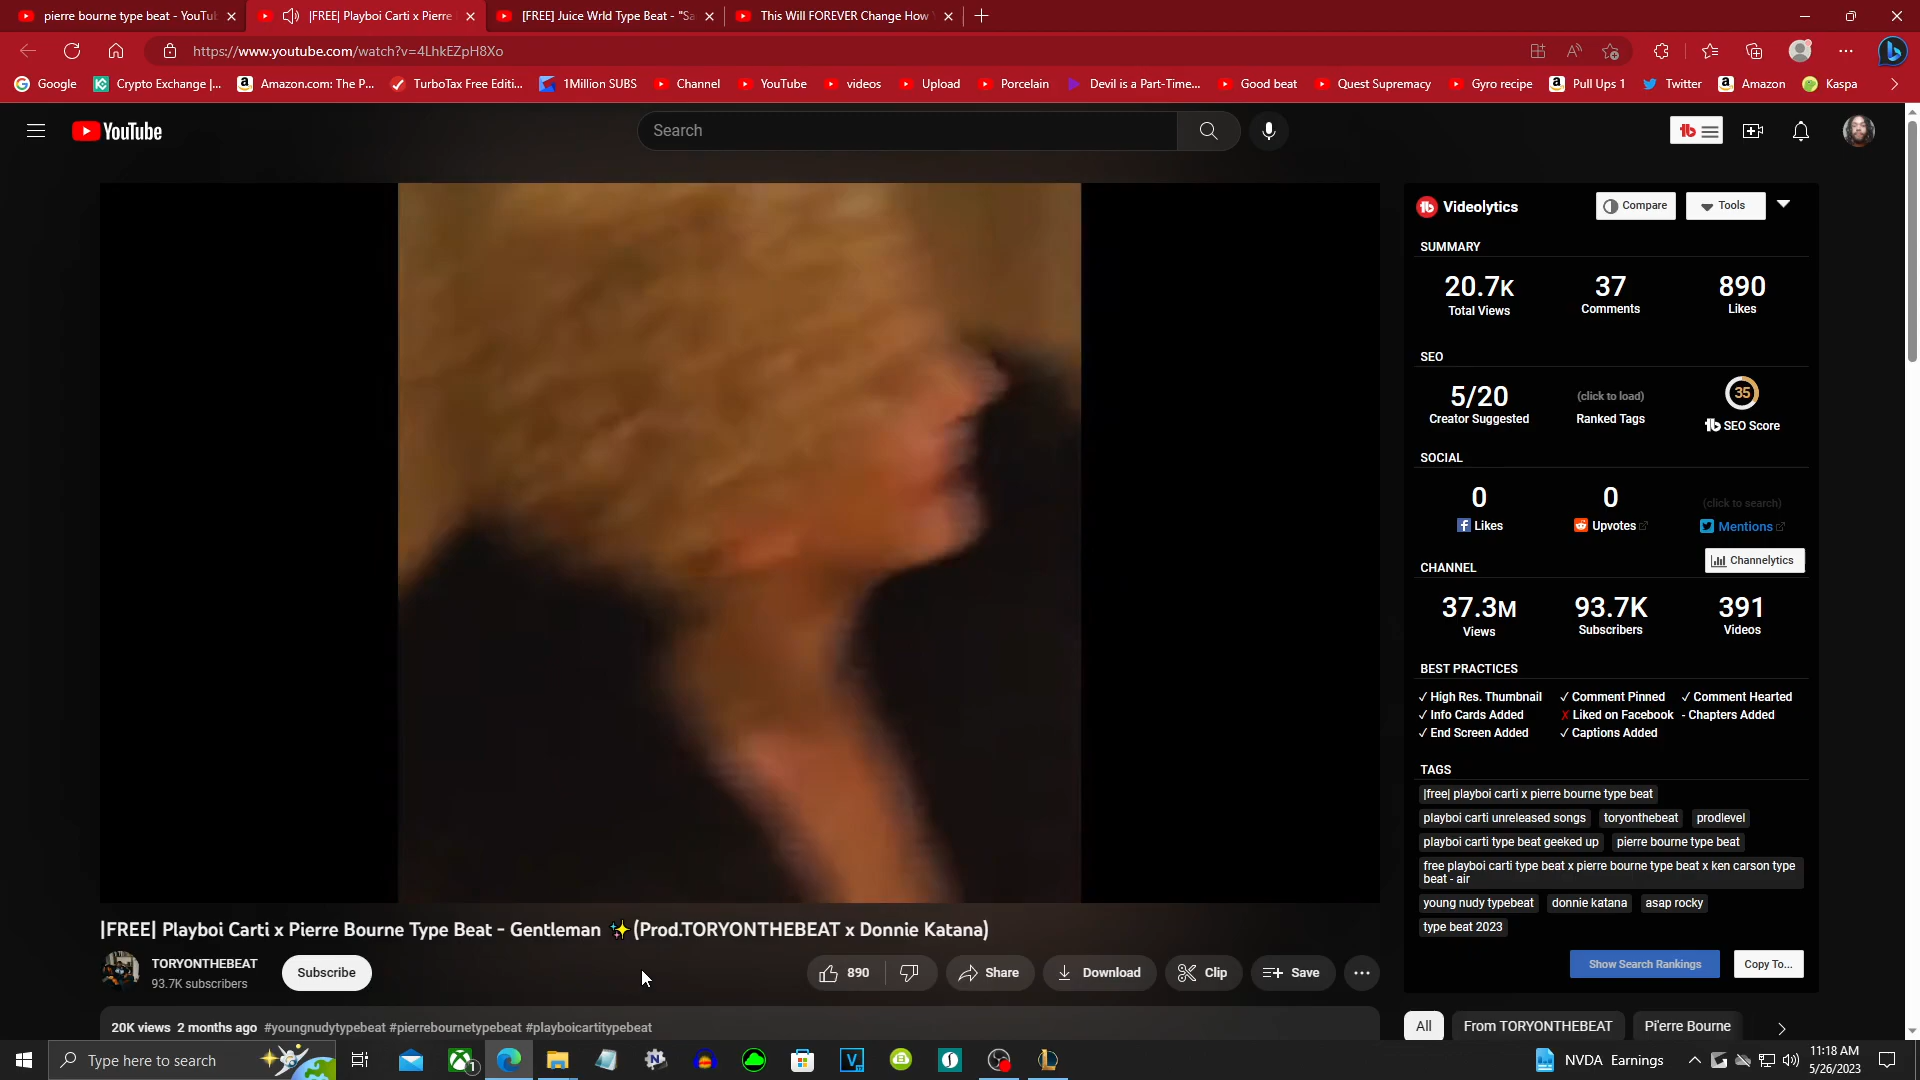 pierre bourne type beat - YouTu
|FREE| Playboi Carti x Pierre
[FREE] Juice Wrld Type Beat - "Sa
This Will FOREVER Change How Y
https://www.youtube.com/watch?v=4LhkEZpH8Xo
Google
Crypto Exchange |...
Amazon.com: The P...
TurboTax Free Editi...
1Million SUBS
Channel
YouTube
videos
Upload
Porcelain
Devil is a Part-Time...
Good beat
Quest Supremacy
Gyro recipe
Pull Ups 1
Twitter
Amazon
Kaspa
YouTube
Search
Videolytics
Compare
Tools
SUMMARY
20.7K
Total Views
37
Comments
890
Likes
SEO
5/20
Creator Suggested
(click to load)
Ranked Tags
35
SEO Score
SOCIAL
0
Likes
0
Upvotes
(click to search)
Mentions
CHANNEL
Channelytics
37.3M
Views
93.7K
Subscribers
391
Videos
BEST PRACTICES
✓ High Res. Thumbnail
✓ Comment Pinned
✓ Comment Hearted
✓ Info Cards Added
✗ Liked on Facebook
- Chapters Added
✓ End Screen Added
✓ Captions Added
TAGS
|free| playboi carti x pierre bourne type beat
playboi carti unreleased songs
toryonthebeat
prodlevel
playboi carti type beat geeked up
pierre bourne type beat
free playboi carti type beat x pierre bourne type beat x ken carson type
beat - air
young nudy typebeat
donnie katana
asap rocky
type beat 2023
Show Search Rankings
Copy To...
|FREE| Playboi Carti x Pierre Bourne Type Beat - Gentleman ✨ (Prod.TORYONTHEBEAT x Donnie Katana)
TORYONTHEBEAT
93.7K subscribers
Subscribe
890
Share
Download
Clip
Save
20K views 2 months ago #youngnudytypebeat #pierrebournetypebeat #playboicartitypebeat
All
From TORYONTHEBEAT
Pi'erre Bourne
Type here to search
NVDA Earnings
11:18 AM
5/26/2023